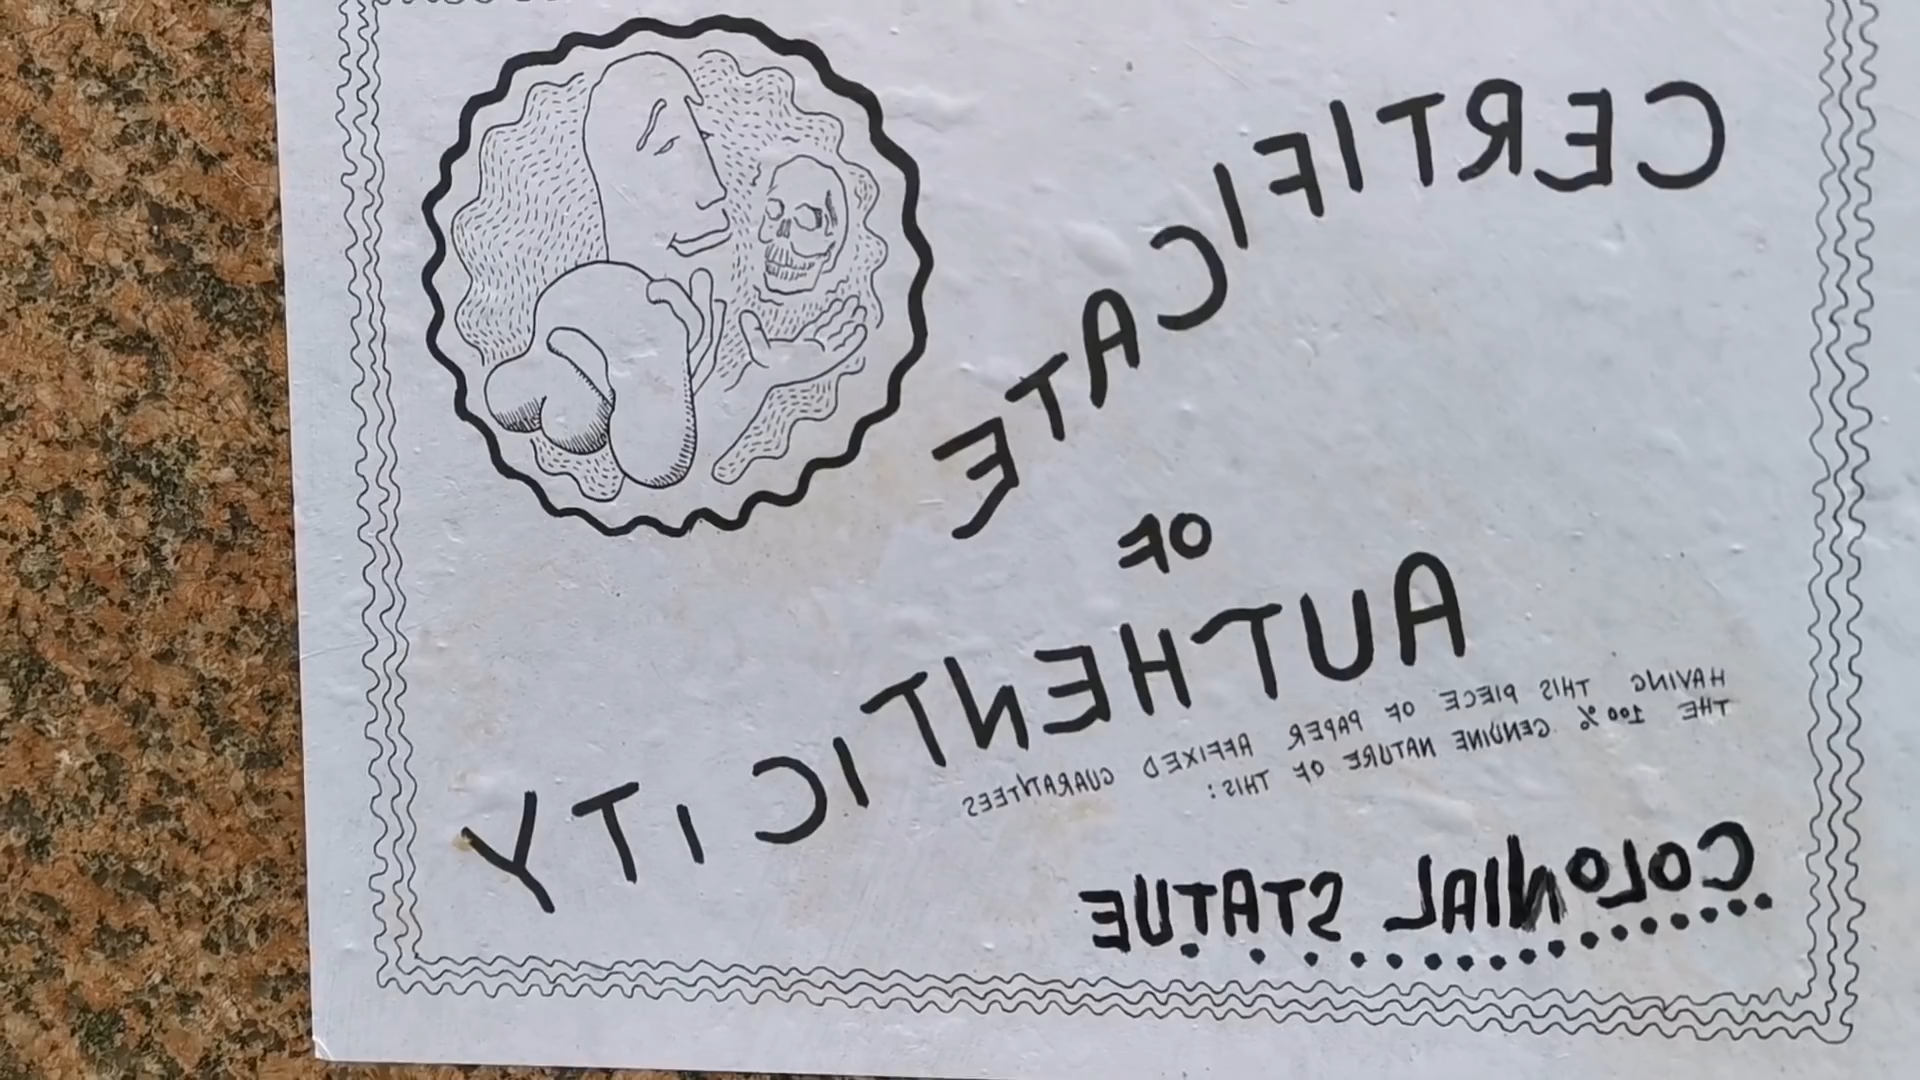 CERTIFICATE
OF
AUTHENTICITY
HAVING THIS PIECE OF PAPER AFFIXED GUARANTEES
THE 100% GENUINE NATURE OF THIS:
COLONIAL STATUE